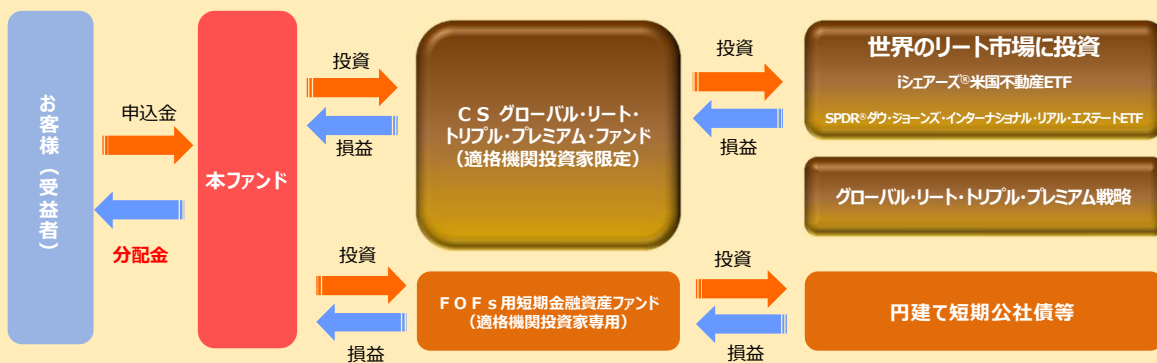 お客様（受益者）
申込金
分配金
本ファンド
投資
損益
CS グローバル・リート・
トリプル・プレミアム・ファンド
（適格機関投資家限定）
投資
損益
世界のリート市場に投資
iシェアーズ®米国不動産ETF
SPDR®ダウ・ジョーンズ・インターナショナル・リアル・エステートETF
グローバル・リート・トリプル・プレミアム戦略
投資
損益
FOFs用短期金融資産ファンド
（適格機関投資家専用）
投資
損益
円建て短期公社債等